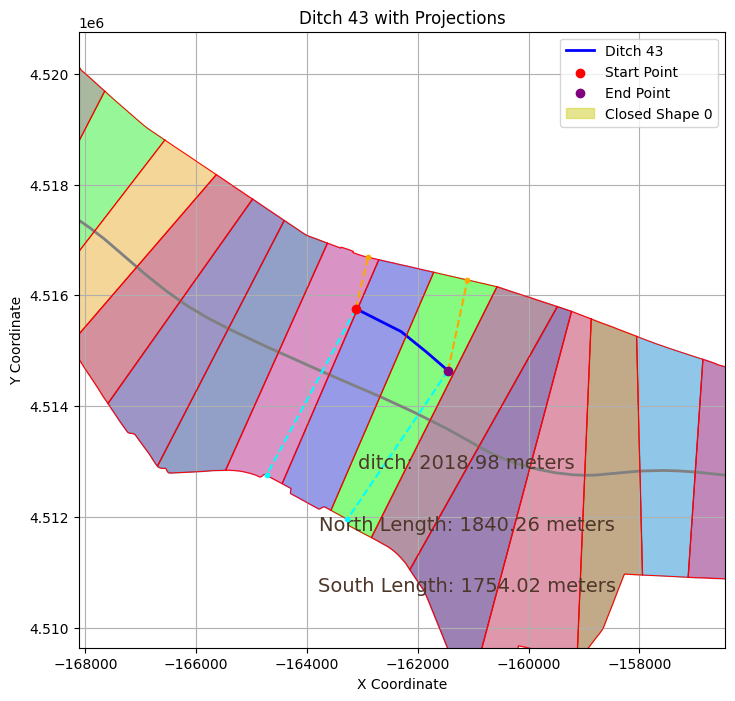 Ditch 43 with Projections
1e6
Ditch 43
Start Point
End Point
Closed Shape 0
4.520
4.518
4.516
4.514
4.512
4.510
Y Coordinate
ditch: 2018.98 meters
North Length: 1840.26 meters
South Length: 1754.02 meters
−168000 −166000 −164000 −162000 −160000 −158000
X Coordinate